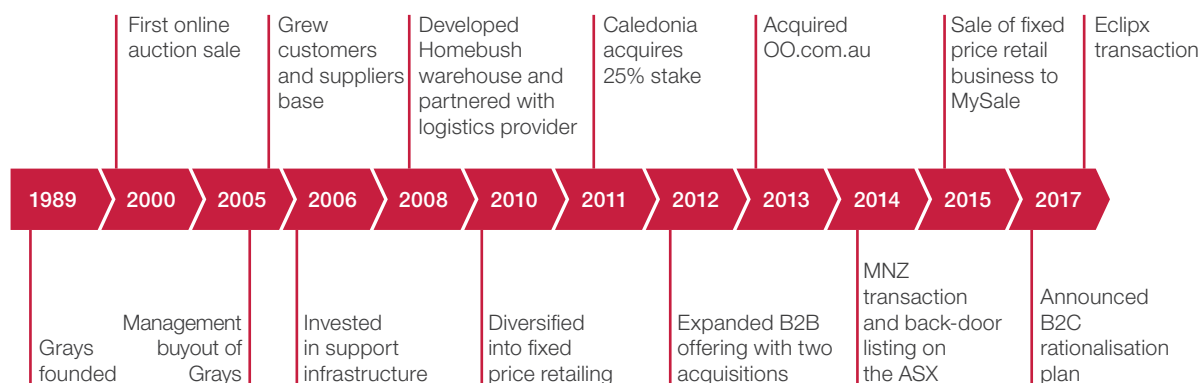 First online
auction sale
Grew
customers
and suppliers
base
Developed
Homebush
warehouse and
partnered with
logistics provider
Caledonia
acquires
25% stake
Acquired
OO.com.au
Sale of fixed
price retail
business to
MySale
Eclipx
transaction
1989
2000
2005
2006
2008
2010
2011
2012
2013
2014
2015
2017
Grays
founded
Management
buyout of
Grays
Invested
in support
infrastructure
Diversified
into fixed
price retailing
Expanded B2B
offering with two
acquisitions
MNZ
transaction
and back-door
listing on
the ASX
Announced
B2C
rationalisation
plan